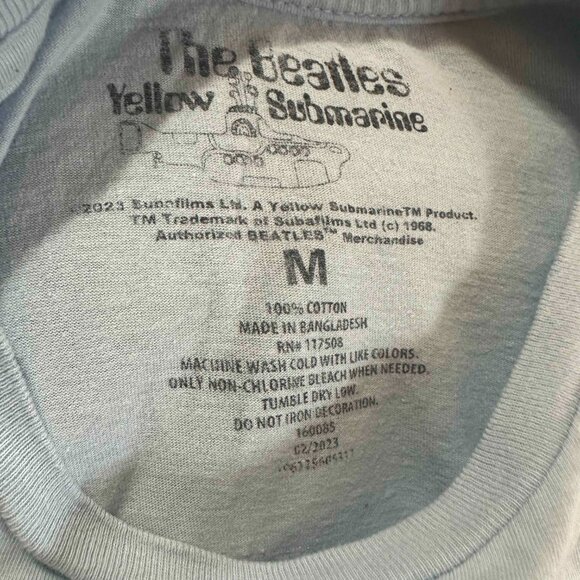 The Beatles
Yellow Submarine
©2023 Subafilms Ltd. A Yellow Submarine™ Product.
TM Trademark of Subafilms Ltd (c) 1968.
Authorized BEATLES™ Merchandise
M
100% COTTON
MADE IN BANGLADESH
RN# 117508
MACHINE WASH COLD WITH LIKE COLORS.
ONLY NON-CHLORINE BLEACH WHEN NEEDED.
TUMBLE DRY LOW.
DO NOT IRON DECORATION.
160085
02/2023